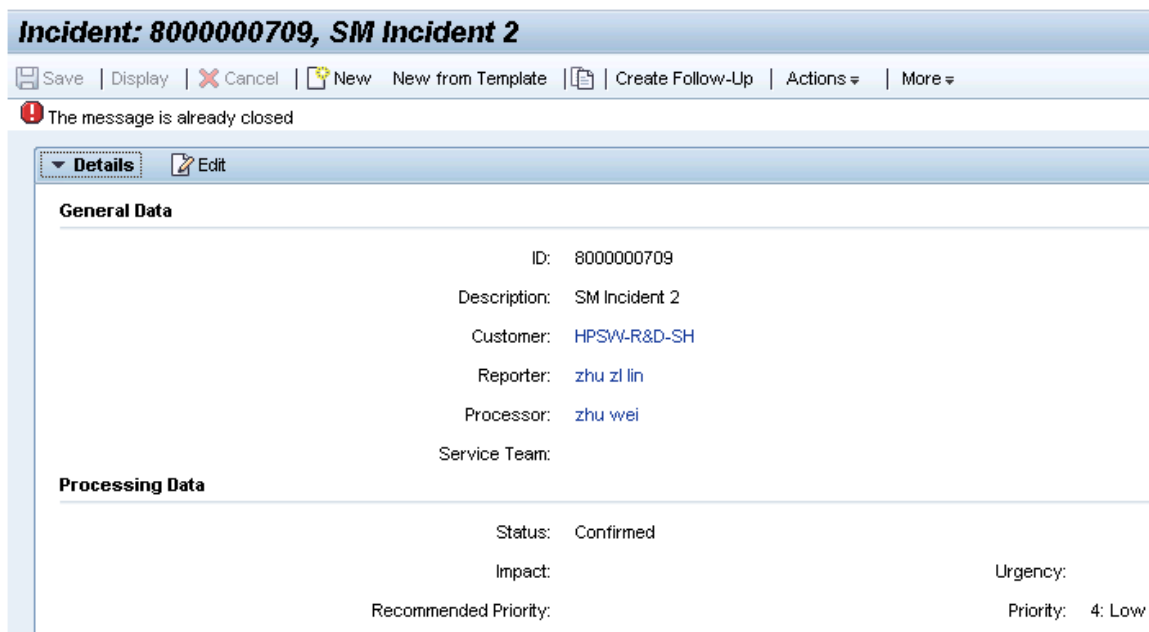 Incident: 8000000709, SM Incident 2
Save | Display | Cancel | New New from Template | | Create Follow-Up | Actions | More
The message is already closed
Details Edit
General Data
ID: 8000000709
Description: SM Incident 2
Customer: HPSW-R&D-SH
Reporter: zhu zl lin
Processor: zhu wei
Service Team:
Processing Data
Status: Confirmed
Impact: Urgency:
Recommended Priority: Priority: 4: Low